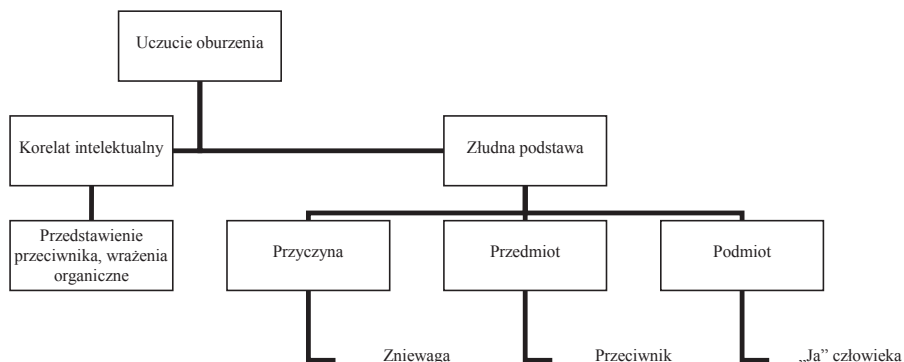 Uczucie oburzenia
Korelat intelektualny
Złudna podstawa
Przedstawienie
przeciwnika, wrażenia
organiczne
Przyczyna
Przedmiot
Podmiot
Zniewaga
Przeciwnik
„Ja” człowieka